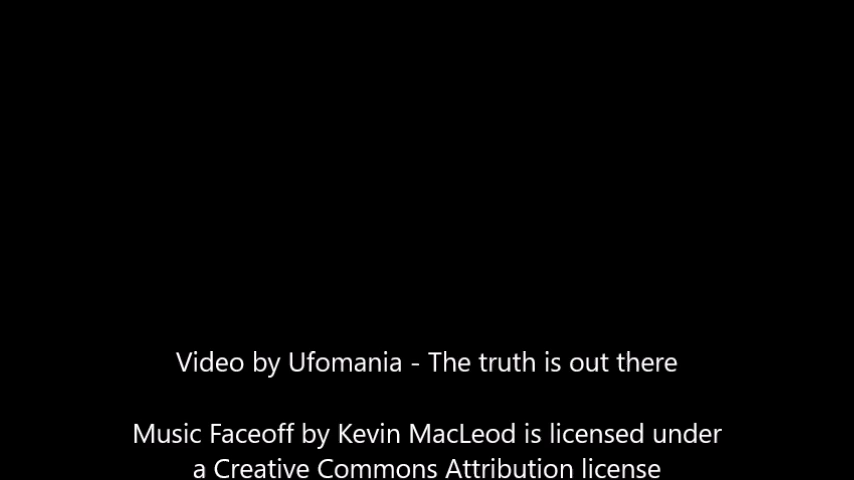 Video by Ufomania - The truth is out there
Music Faceoff by Kevin MacLeod is licensed under
a Creative Commons Attribution license